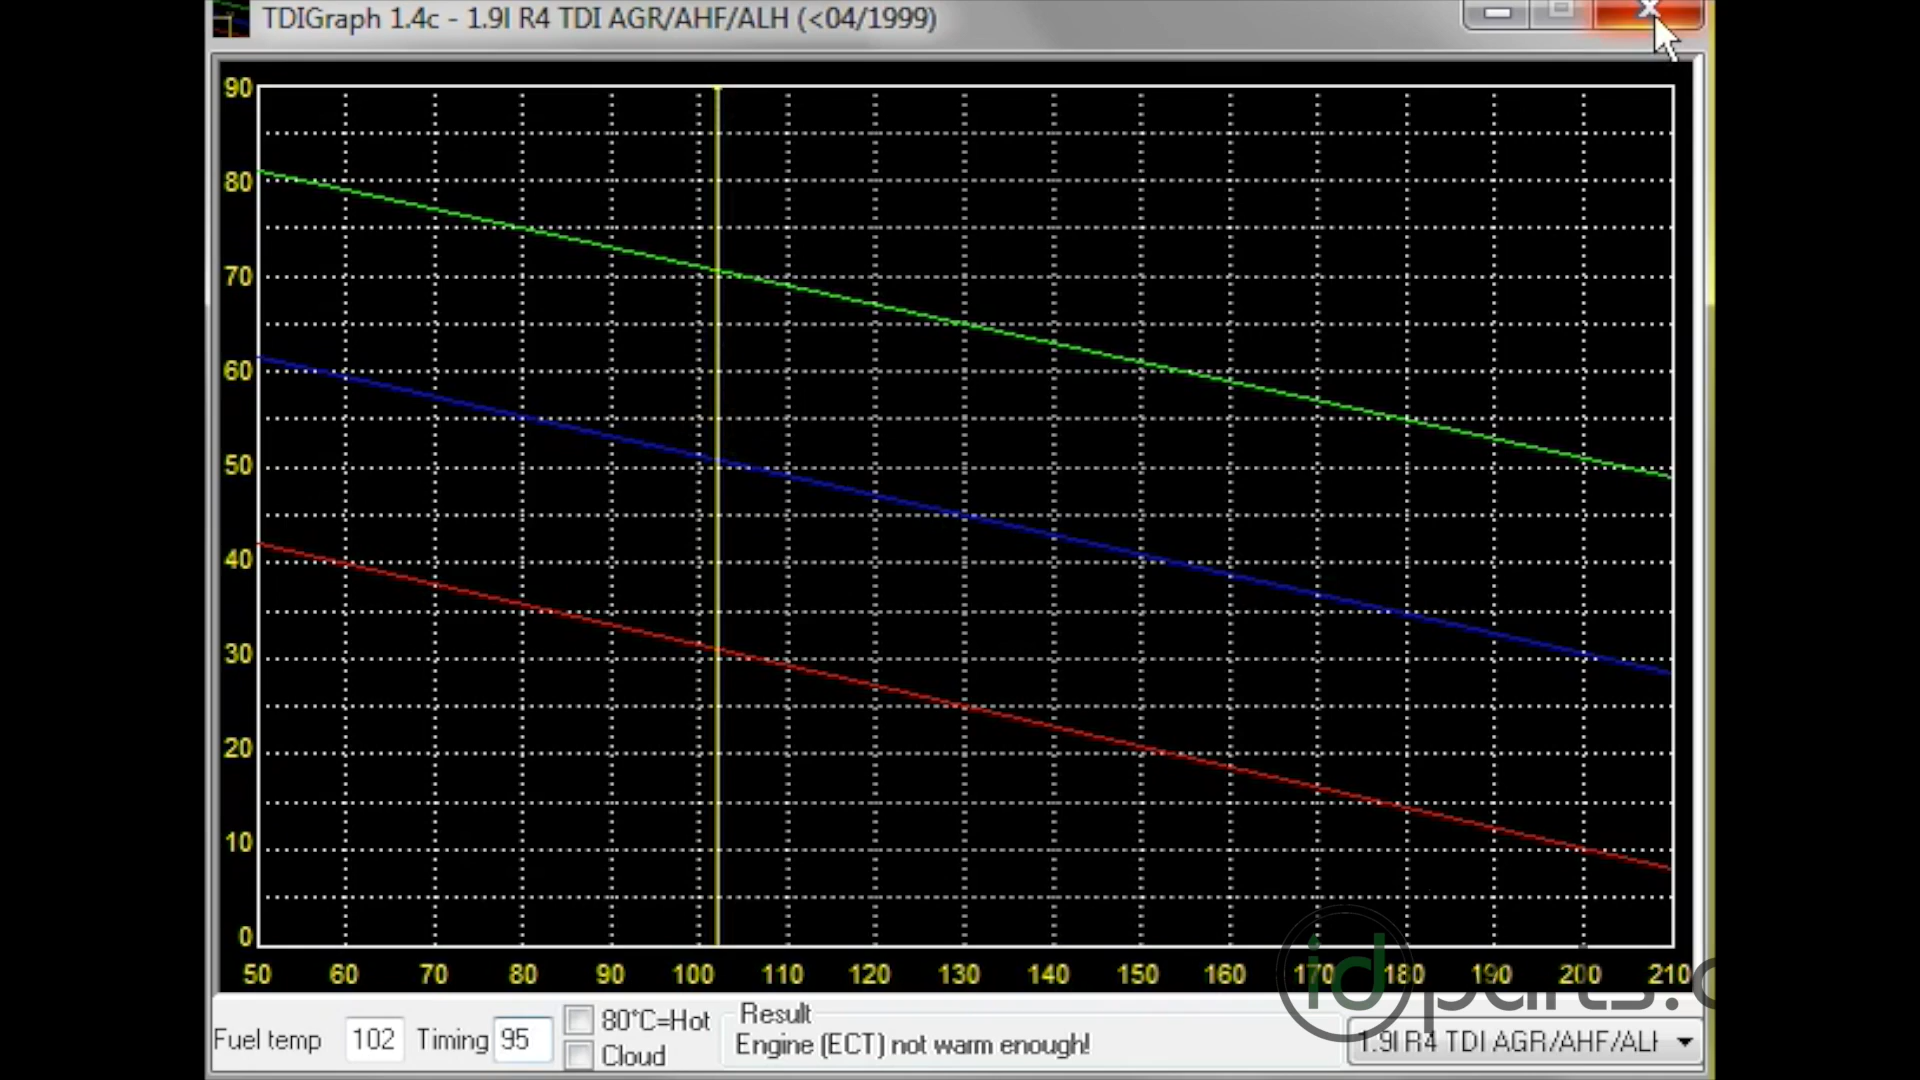 TDIGraph 1.4c - 1.9l R4 TDI AGR/AHF/ALH (<04/1999)
90
80
70
60
50
40
30
20
10
0
50 60 70 80 90 100 110 120 130 140 150 160 170 180 190 200 210
idparts.c
Fuel temp 102 Timing 95
80°C=Hot
Cloud
Result
Engine (ECT) not warm enough!
1.9l R4 TDI AGR/AHF/ALH